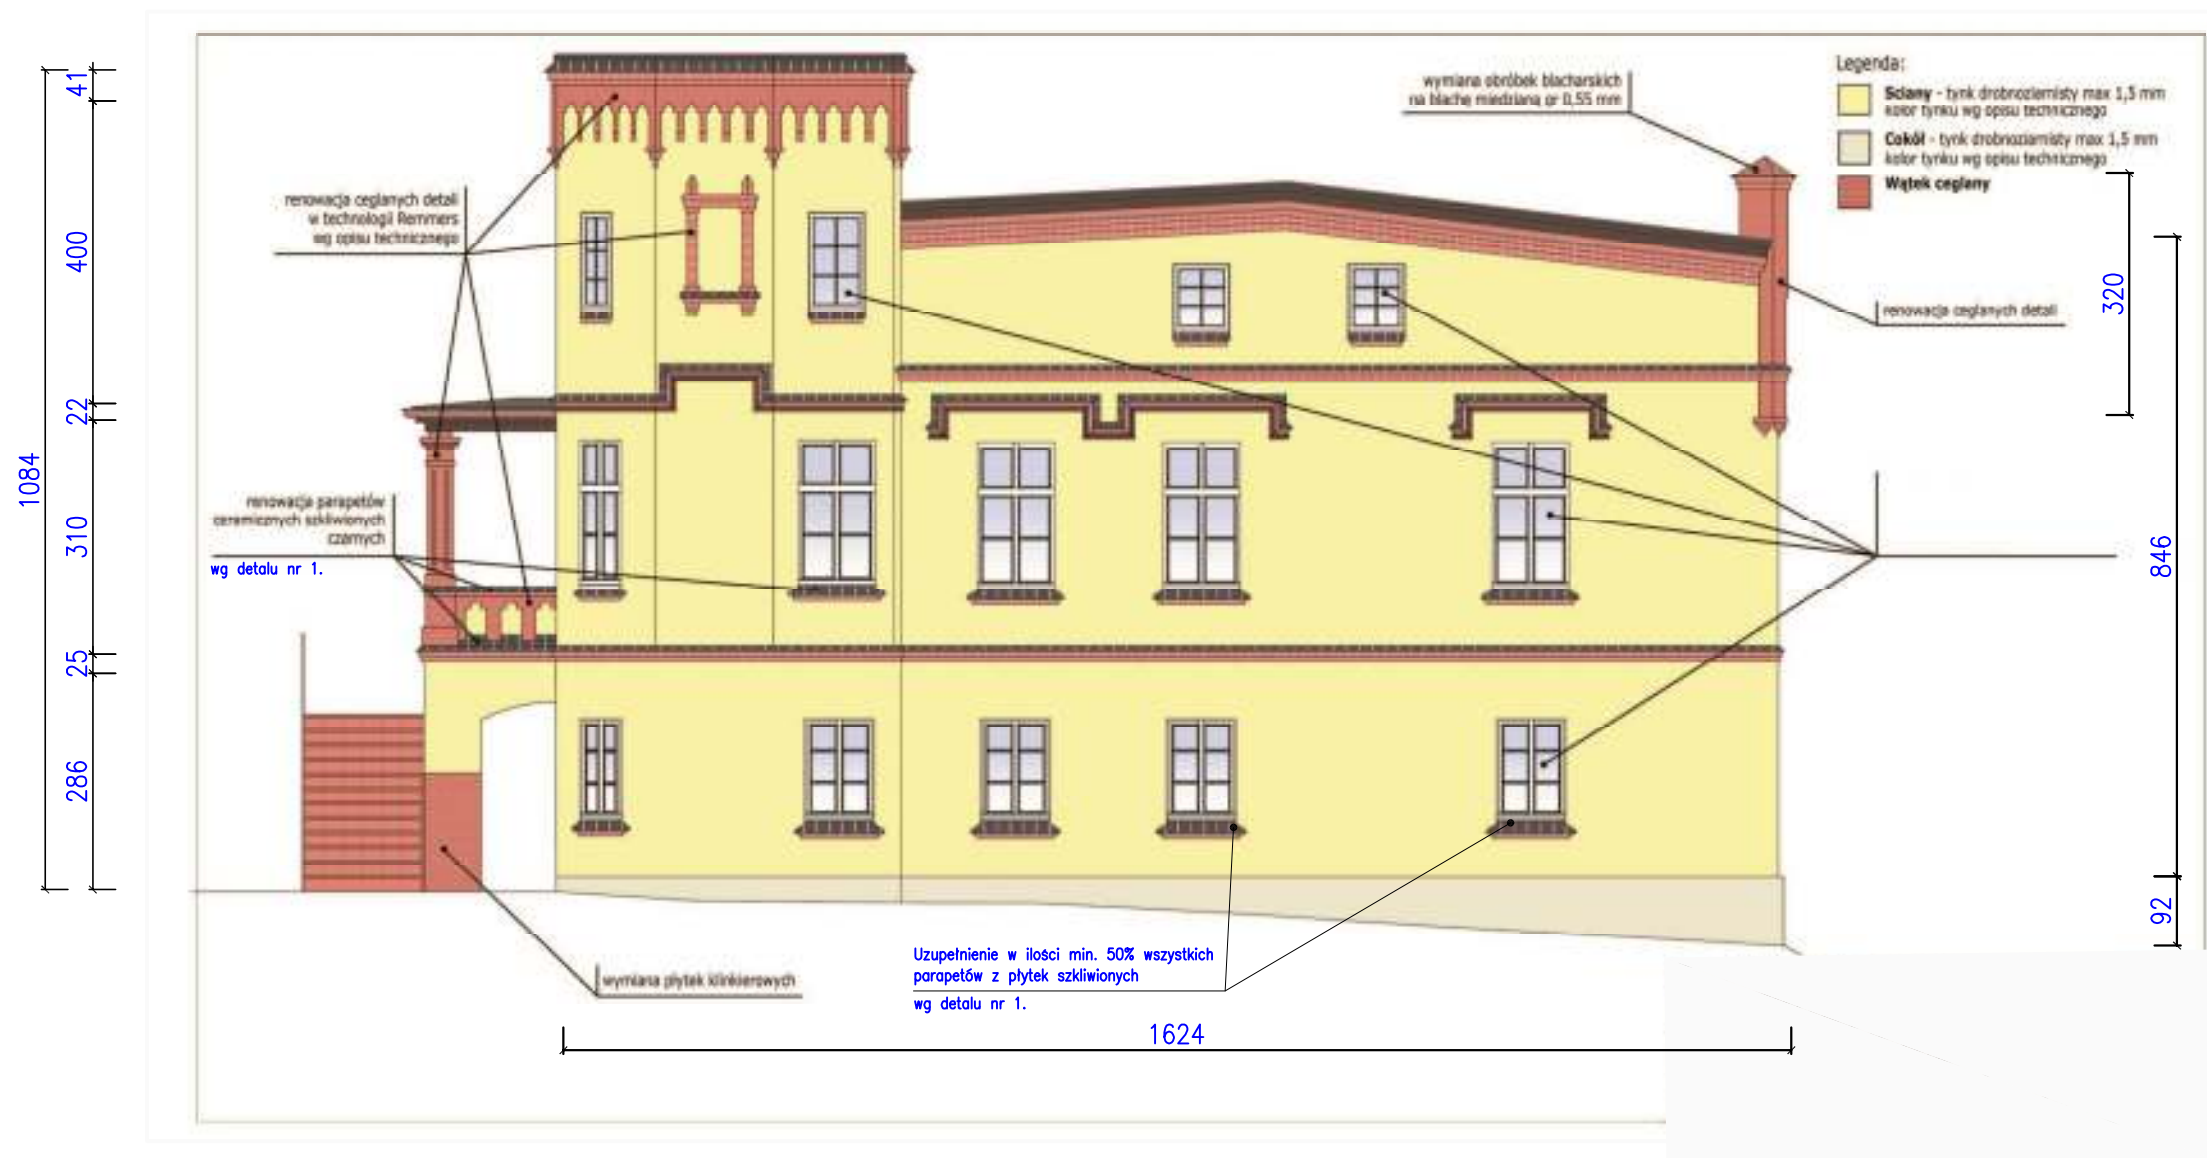 41
400
22
310
25
286
1084
renowacja ceglanych detali
w technologii Remmers
wg opisu technicznego
renowacja parapetów
ceramicznych szkliwionych
czarnych
wg detalu nr 1.
wymiana obróbek blacharskich
na blachę miedzianą gr 0,55 mm
Legenda:
Ściany - tynk drobnoziarnisty max 1,5 mm
kolor tynku wg opisu technicznego
Cokół - tynk drobnoziarnisty max 1,5 mm
kolor tynku wg opisu technicznego
Wątek ceglany
320
renowacja ceglanych detali
846
92
wymiana płytek klinkierowych
Uzupełnienie w ilości min. 50% wszystkich
parapetów z płytek szkliwionych
wg detalu nr 1.
1624